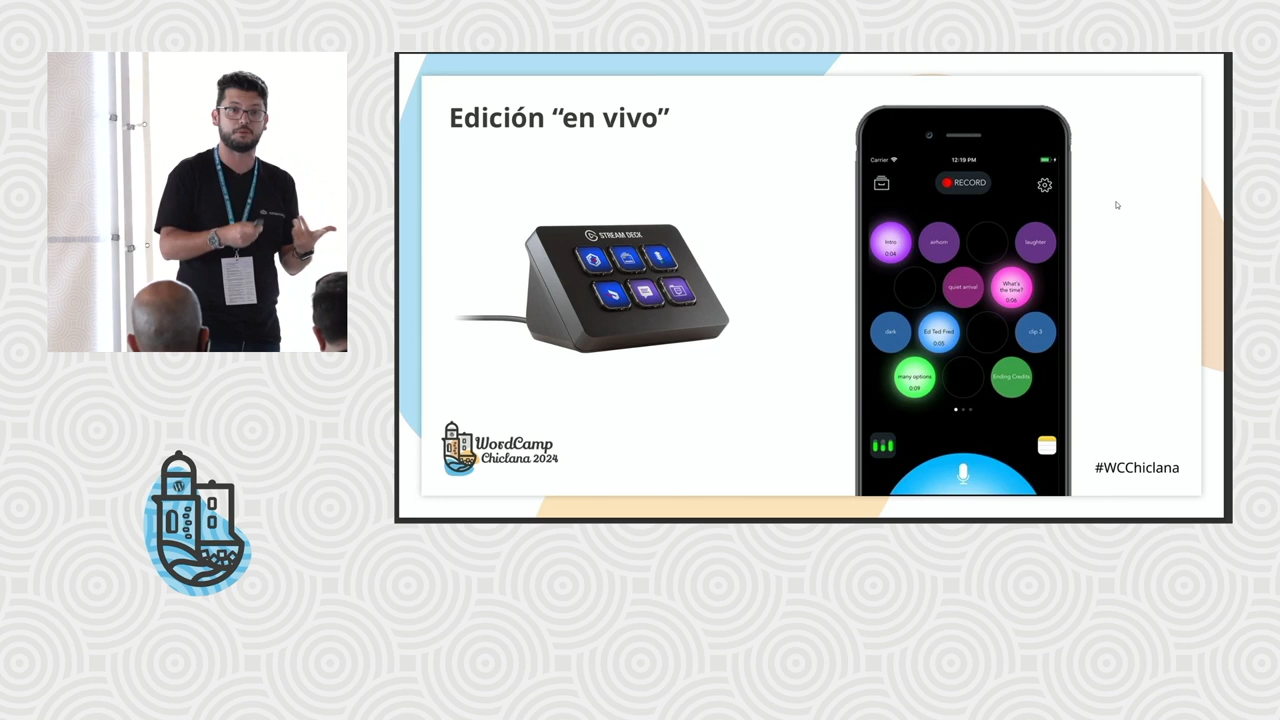 Edición “en vivo”
STREAM DECK
Carrier
12:19 PM
RECORD
Intro
0:04
airhorn
laughter
quiet arrival
What's
the time?
0:06
dark
Ed Ted Fred
0:05
clip 3
many options
0:09
Ending Credits
WordCamp
Chiclana 2024
#WCChiclana